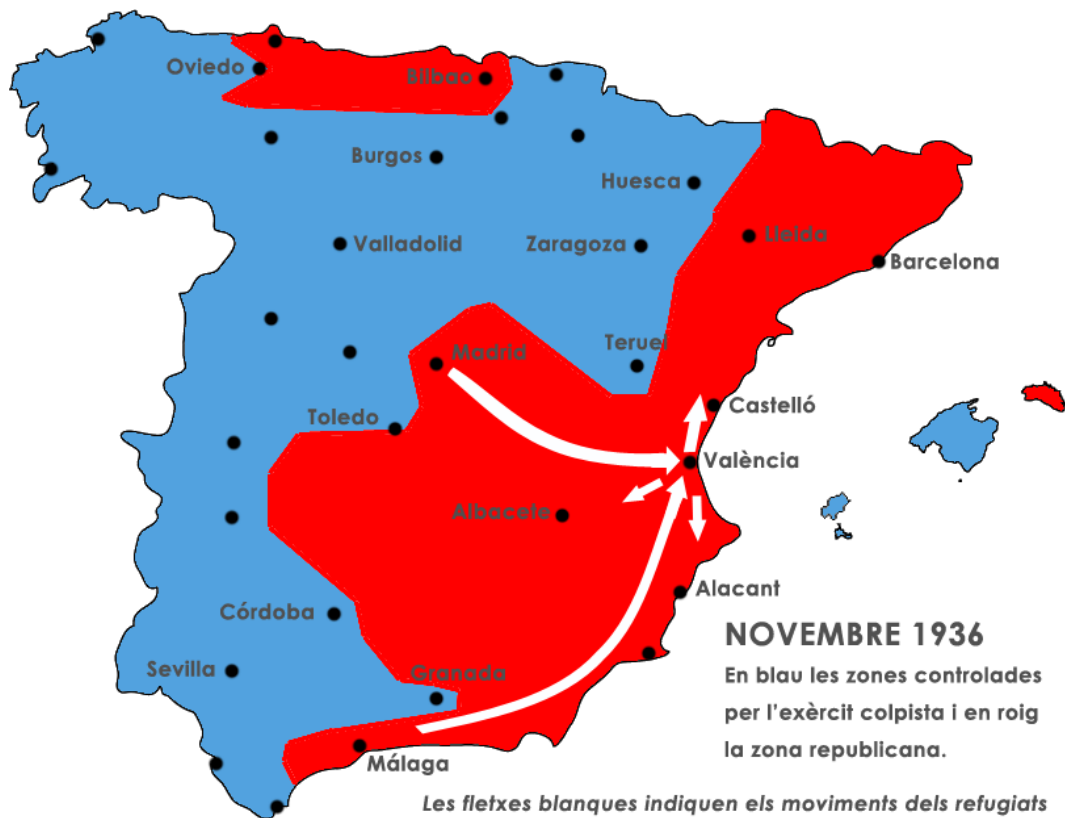 Oviedo
Bilbao
Burgos
Huesca
Valladolid
Zaragoza
Lleida
Barcelona
Madrid
Teruel
Toledo
Castelló
València
Albacete
Alacant
Córdoba
Sevilla
Granada
Málaga
NOVEMBRE 1936
En blau les zones controlades
per l'exèrcit colpista i en roig
la zona republicana.
Les fletxes blanques indiquen els moviments dels refugiats